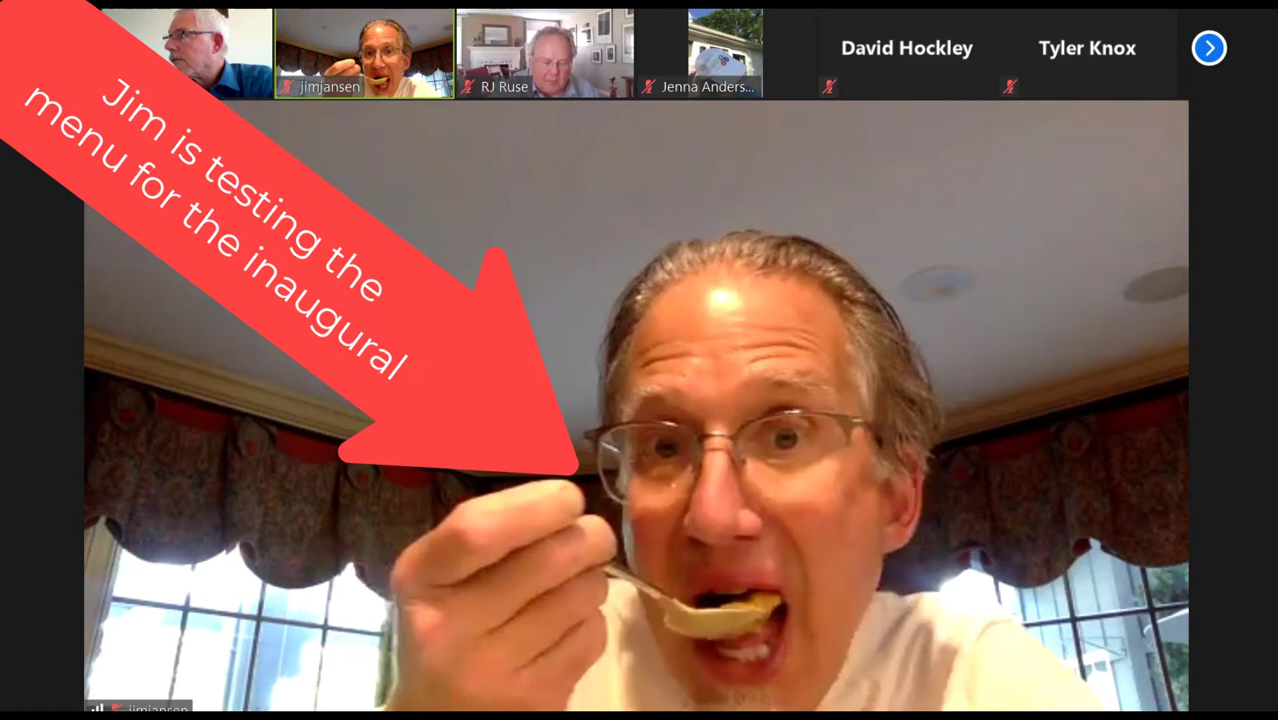 jimjansen
RJ Ruse
Jenna Anders...
David Hockley
Tyler Knox
Jim is testing the
menu for the inaugural
jimjansen